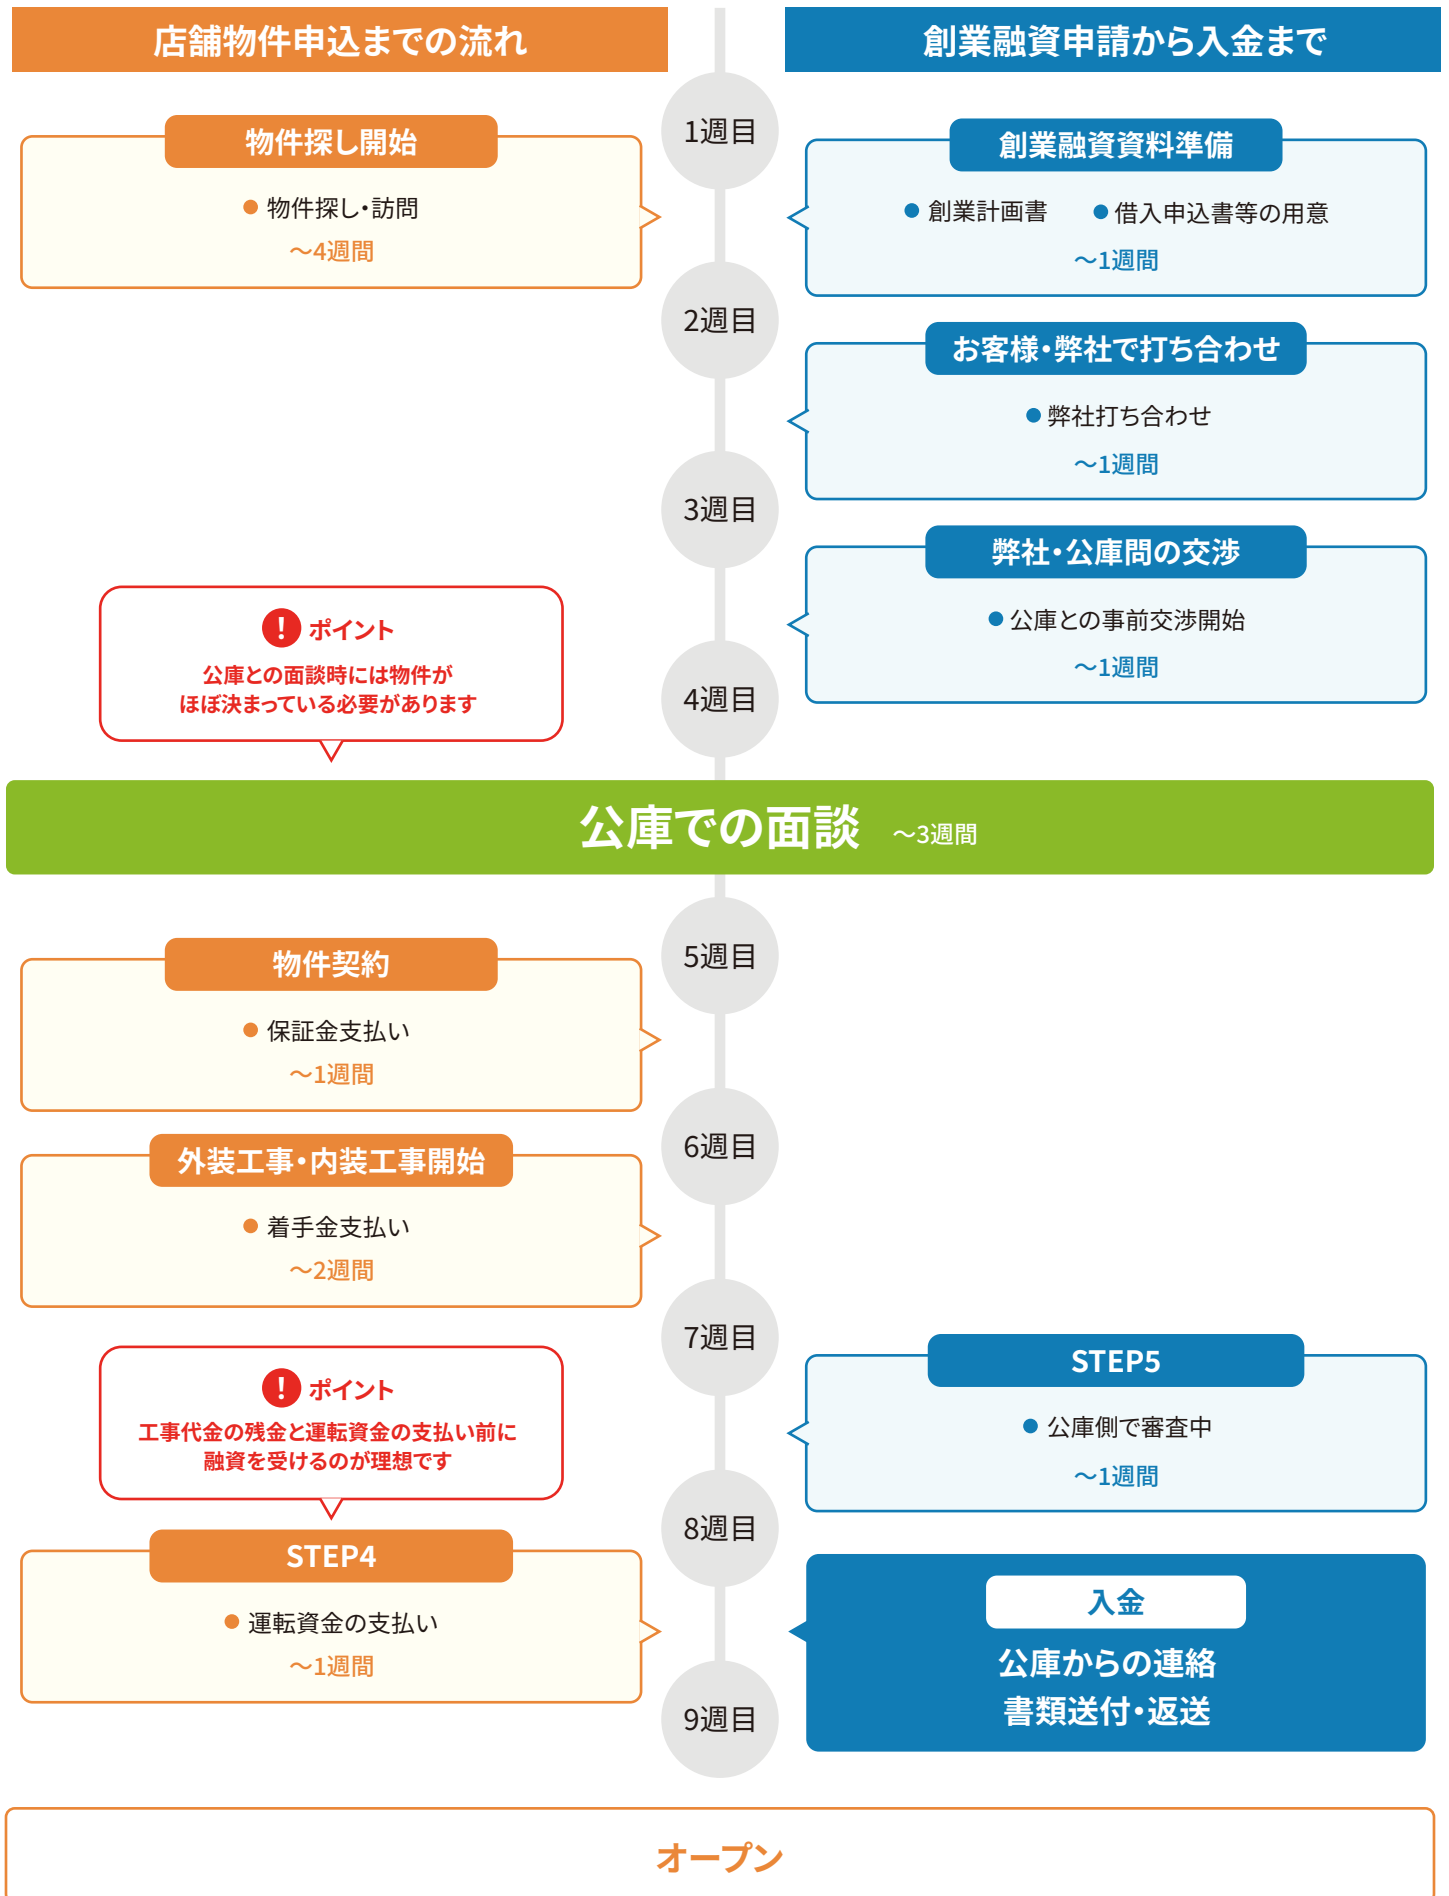 店舗物件申込までの流れ
創業融資申請から入金まで
1週目
物件探し開始
物件探し・訪問
～4週間
創業融資資料準備
創業計画書
借入申込書等の用意
～1週間
2週目
お客様・弊社で打ち合わせ
弊社打ち合わせ
～1週間
3週目
弊社・公庫問の交渉
公庫との事前交渉開始
～1週間
! ポイント
公庫との面談時には物件が
ほぼ決まっている必要があります
4週目
公庫での面談 ～3週間
5週目
物件契約
保証金支払い
～1週間
6週目
外装工事・内装工事開始
着手金支払い
～2週間
7週目
! ポイント
工事代金の残金と運転資金の支払い前に
融資を受けるのが理想です
STEP5
公庫側で審査中
～1週間
8週目
STEP4
運転資金の支払い
～1週間
入金
公庫からの連絡
書類送付・返送
9週目
オープン